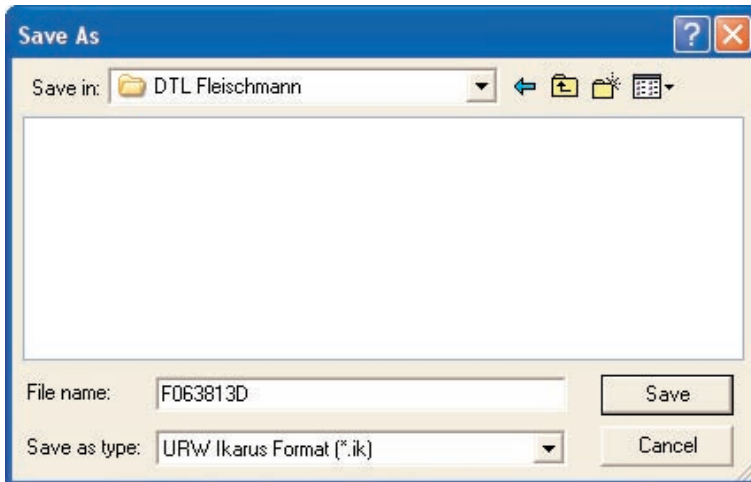 Save As
Save in: DTL Fleischmann
File name: F063813D Save
Save as type: URW Ikarus Format (*.ik) Cancel